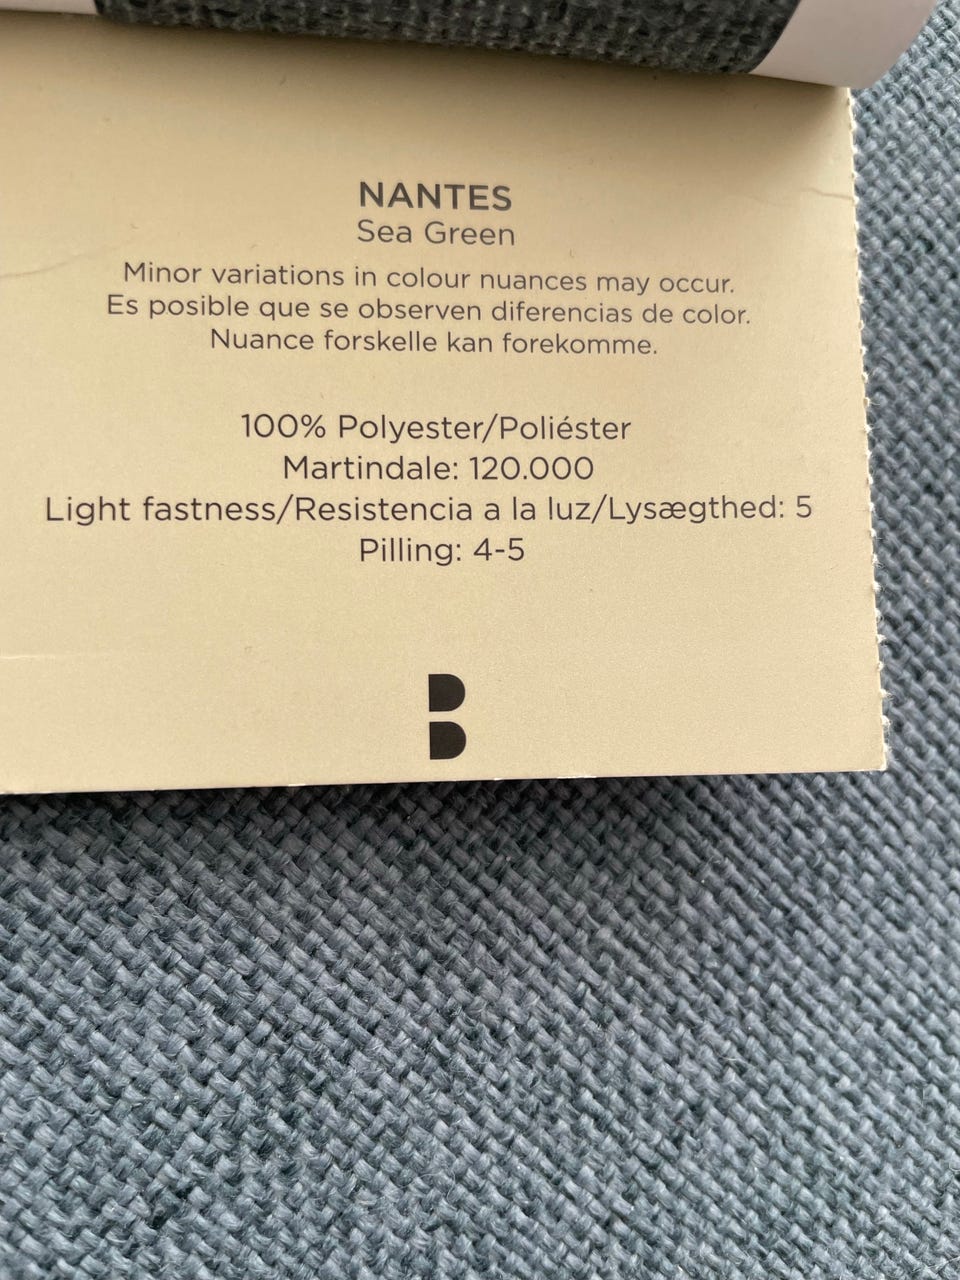 NANTES
Sea Green
Minor variations in colour nuances may occur.
Es posible que se observen diferencias de color.
Nuance forskelle kan forekomme.
100% Polyester/Poliéster
Martindale: 120.000
Light fastness/Resistencia a la luz/Lysægthed: 5
Pilling: 4-5
B